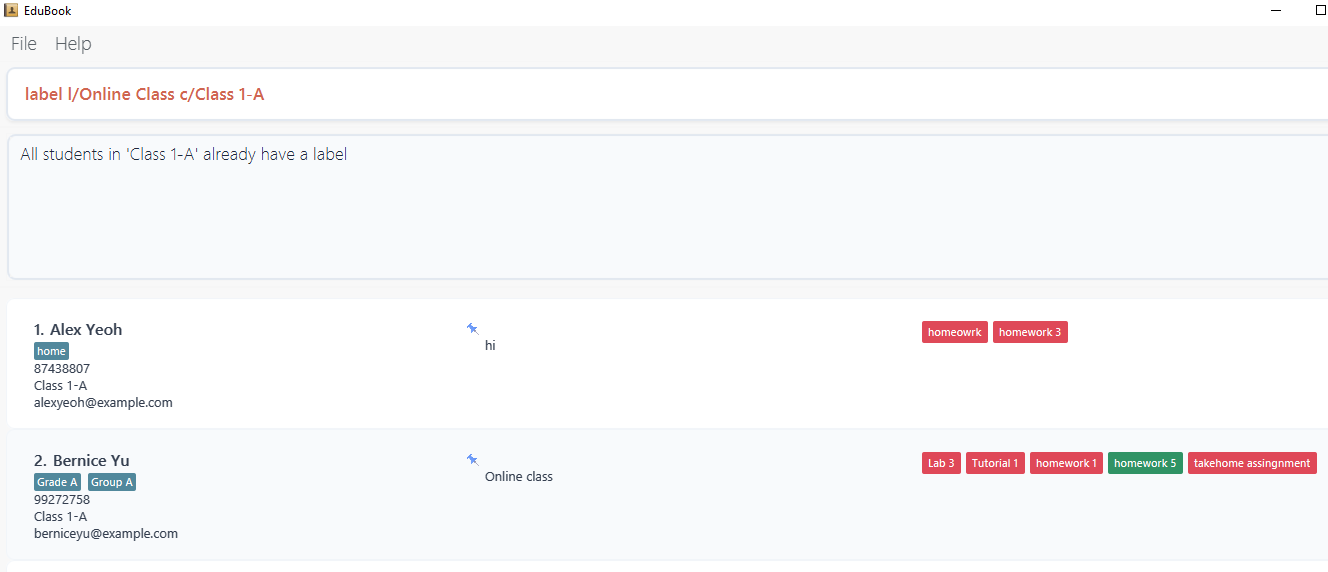 EduBook
File Help
label l/Online Class c/Class 1-A
All students in 'Class 1-A' already have a label
1. Alex Yeoh
home
87438807
Class 1-A
alexyeoh@example.com
hi
homeowrk homework 3
2. Bernice Yu
Grade A Group A
99272758
Class 1-A
berniceyu@example.com
Online class
Lab 3 Tutorial 1 homework 1 homework 5 takehome assingnment